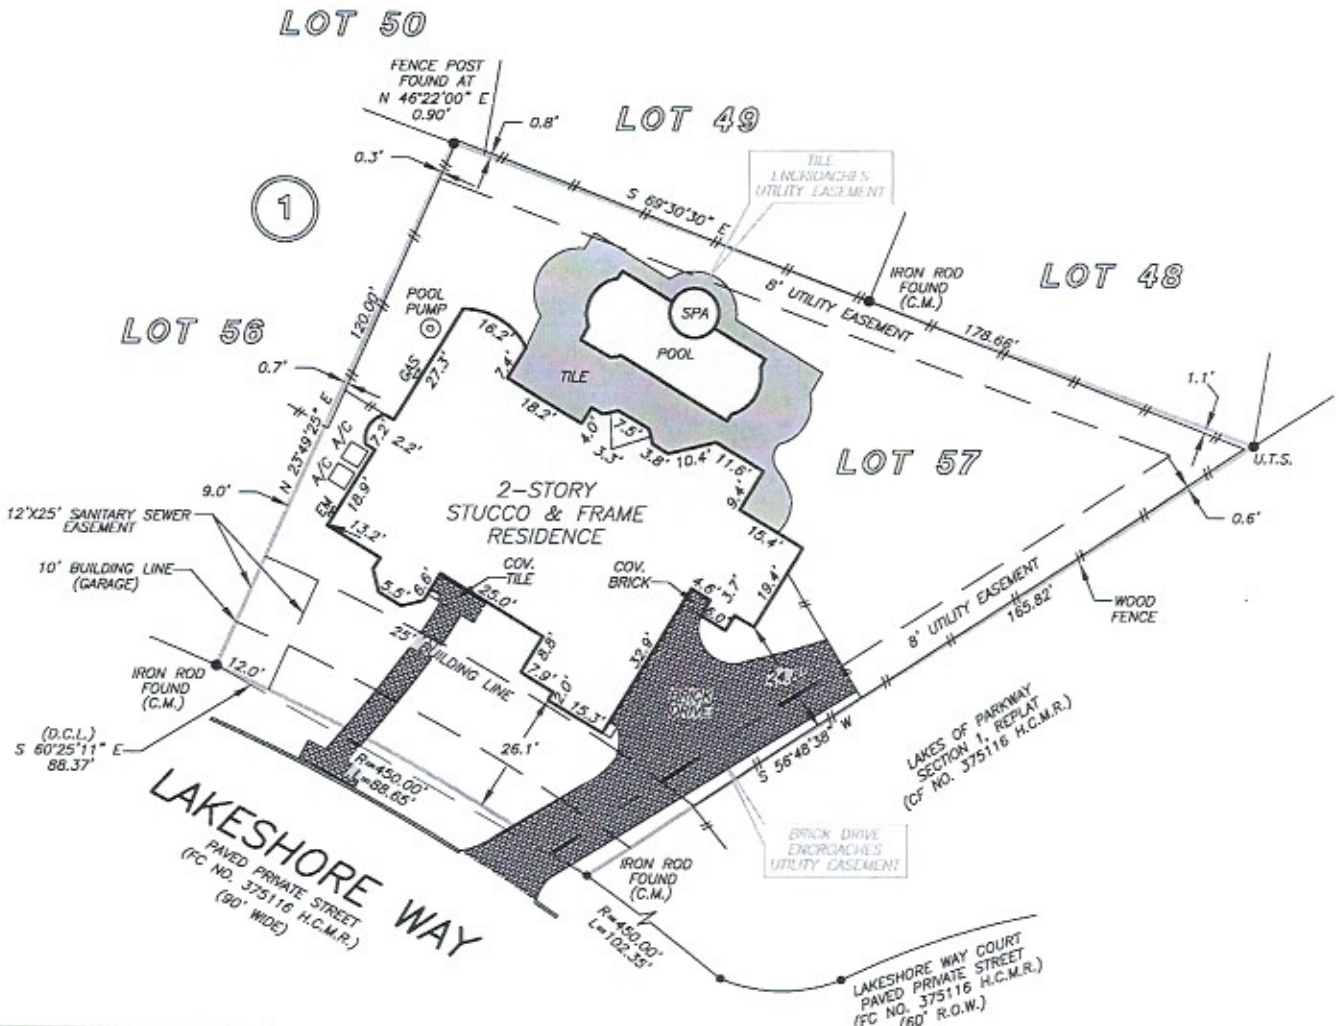 LOT 50
FENCE POST
FOUND AT
N 46°22'00" E
0.90'
0.8'
LOT 49
0.3'
TILE
ENCROACHES
UTILITY EASEMENT
1
S 69°30'30" E
IRON ROD
FOUND
(C.M.)
LOT 48
8' UTILITY EASEMENT
178.66'
POOL
PUMP
120.00'
LOT 56
16.2'
SPA
POOL
GAS
27.3'
7.4'
TILE
0.7'
1.1'
18.2'
4.0'
7.5'
3.3'
3.8'
10.4'
11.6'
9.4'
LOT 57
U.T.S.
N 23°49'25" E
A/C
A/C
7.2'
2.2'
18.9'
EM
9.0'
2-STORY
STUCCO & FRAME
RESIDENCE
15.4'
0.6'
12'X25' SANITARY SEWER
EASEMENT
13.2'
10' BUILDING LINE
(GARAGE)
COV.
TILE
COV.
BRICK
5.5'
6.6'
25.0'
4.6'
3.7'
6.0'
19.4'
8' UTILITY EASEMENT
165.82'
WOOD
FENCE
25' BUILDING LINE
8.8'
7.9'
2.0'
32.9'
15.3'
BRICK
DRIVE
IRON ROD
FOUND
(C.M.)
12.0'
(D.C.L.)
S 60°25'11" E
88.37'
26.1'
S 56°48'38" W
LAKES OF PARKWAY
SECTION 1, REPLAT
(CF NO. 375116 H.C.M.R.)
R=450.00'
L=88.65'
LAKESHORE WAY
PAVED PRIVATE STREET
(FC NO. 375116 H.C.M.R.)
(90' WIDE)
BRICK DRIVE
ENCROACHES
UTILITY EASEMENT
IRON ROD
FOUND
(C.M.)
R=450.00'
L=102.35'
LAKESHORE WAY COURT
PAVED PRIVATE STREET
(FC NO. 375116 H.C.M.R.)
(60' R.O.W.)